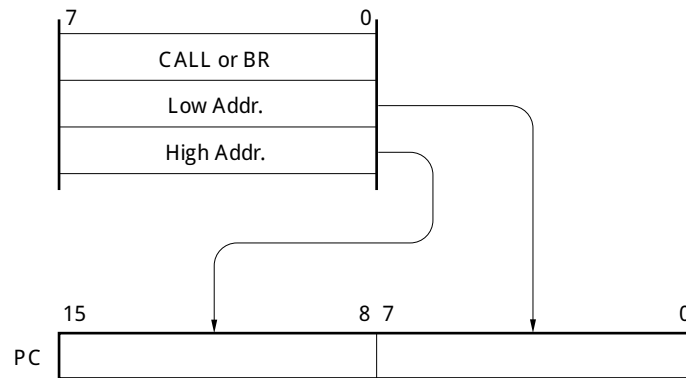 7 0
CALL or BR
Low Addr.
High Addr.
15 8 7 0
PC